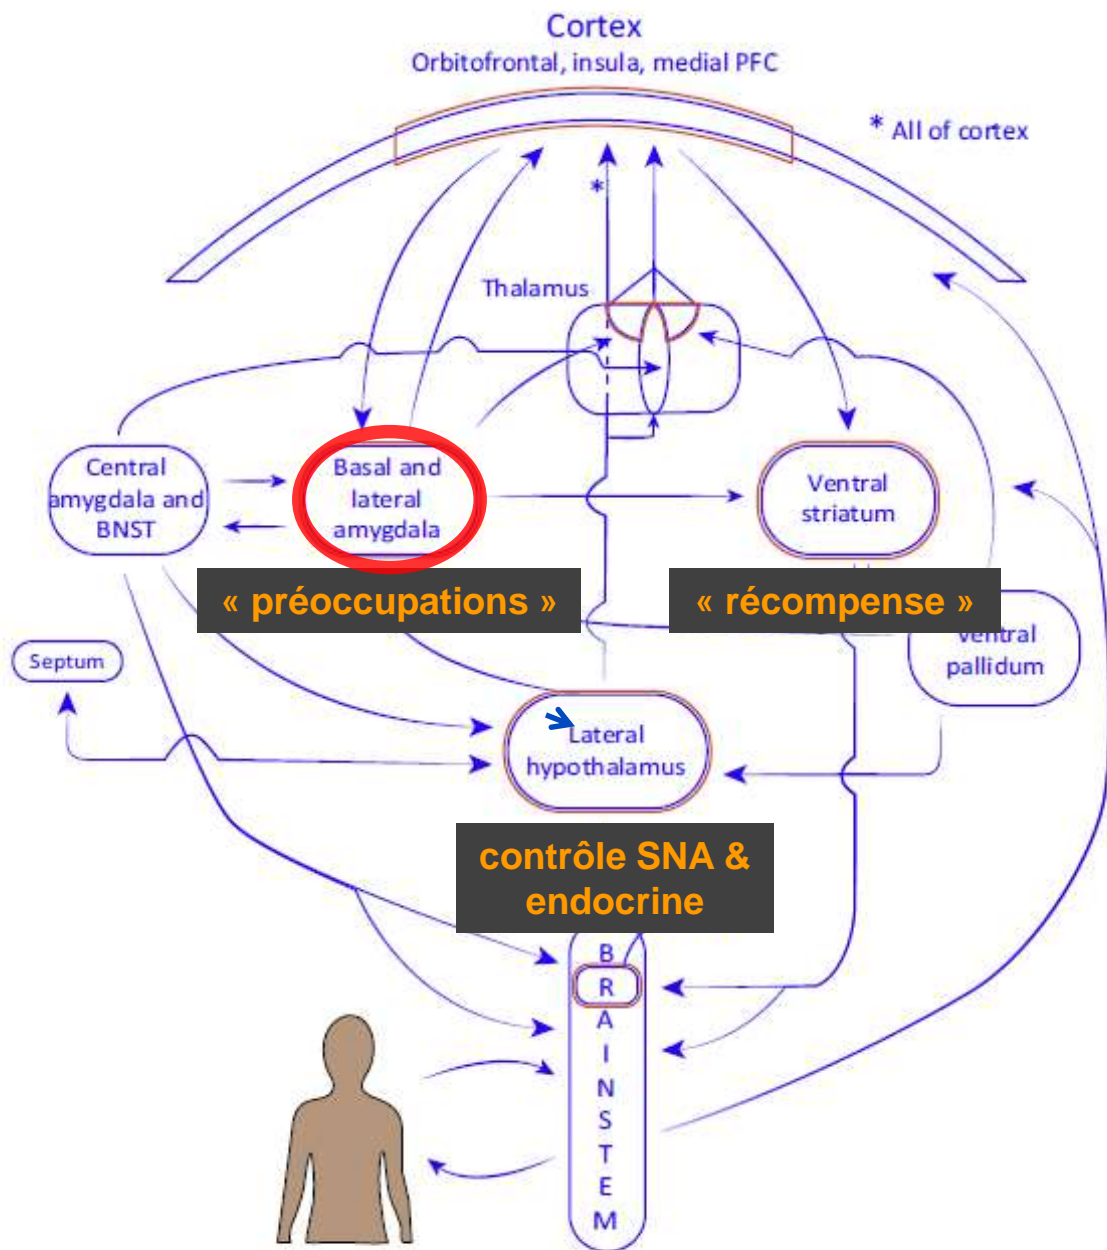 Cortex
Orbitofrontal, insula, medial PFC
* All of cortex
*
Thalamus
Central
amygdala and
BNST
Basal and
lateral
amygdala
Ventral
striatum
« préoccupations »
« récompense »
Septum
Ventral
pallidum
Lateral
hypothalamus
contrôle SNA &
endocrine
B
R
A
I
N
S
T
E
M